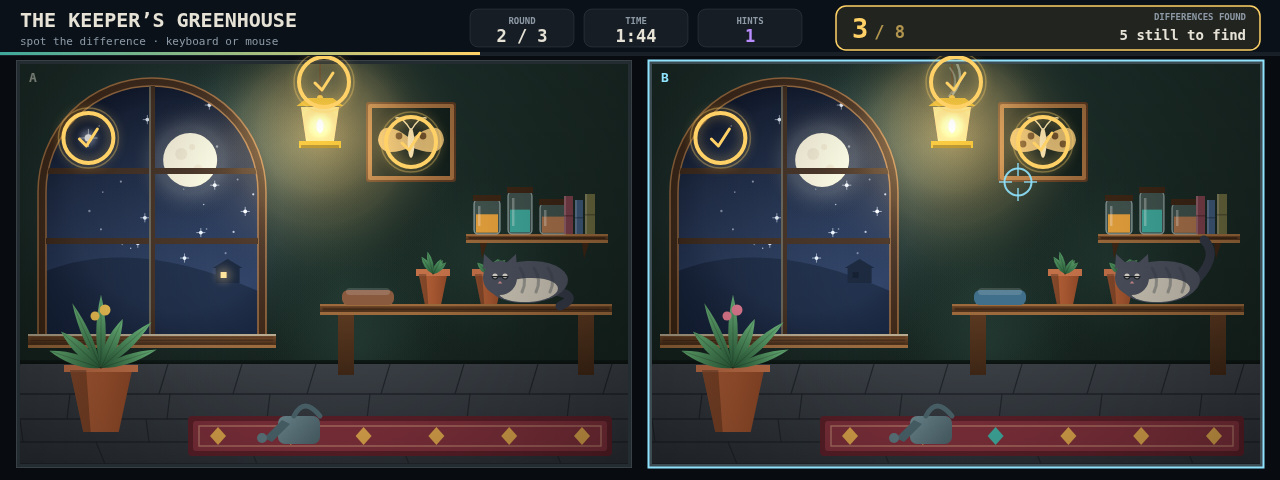 THE KEEPER’S GREENHOUSE
spot the difference · keyboard or mouse
ROUND
2 / 3
TIME
1:44
HINTS
1
3 / 8
DIFFERENCES FOUND
5 still to find
A
B